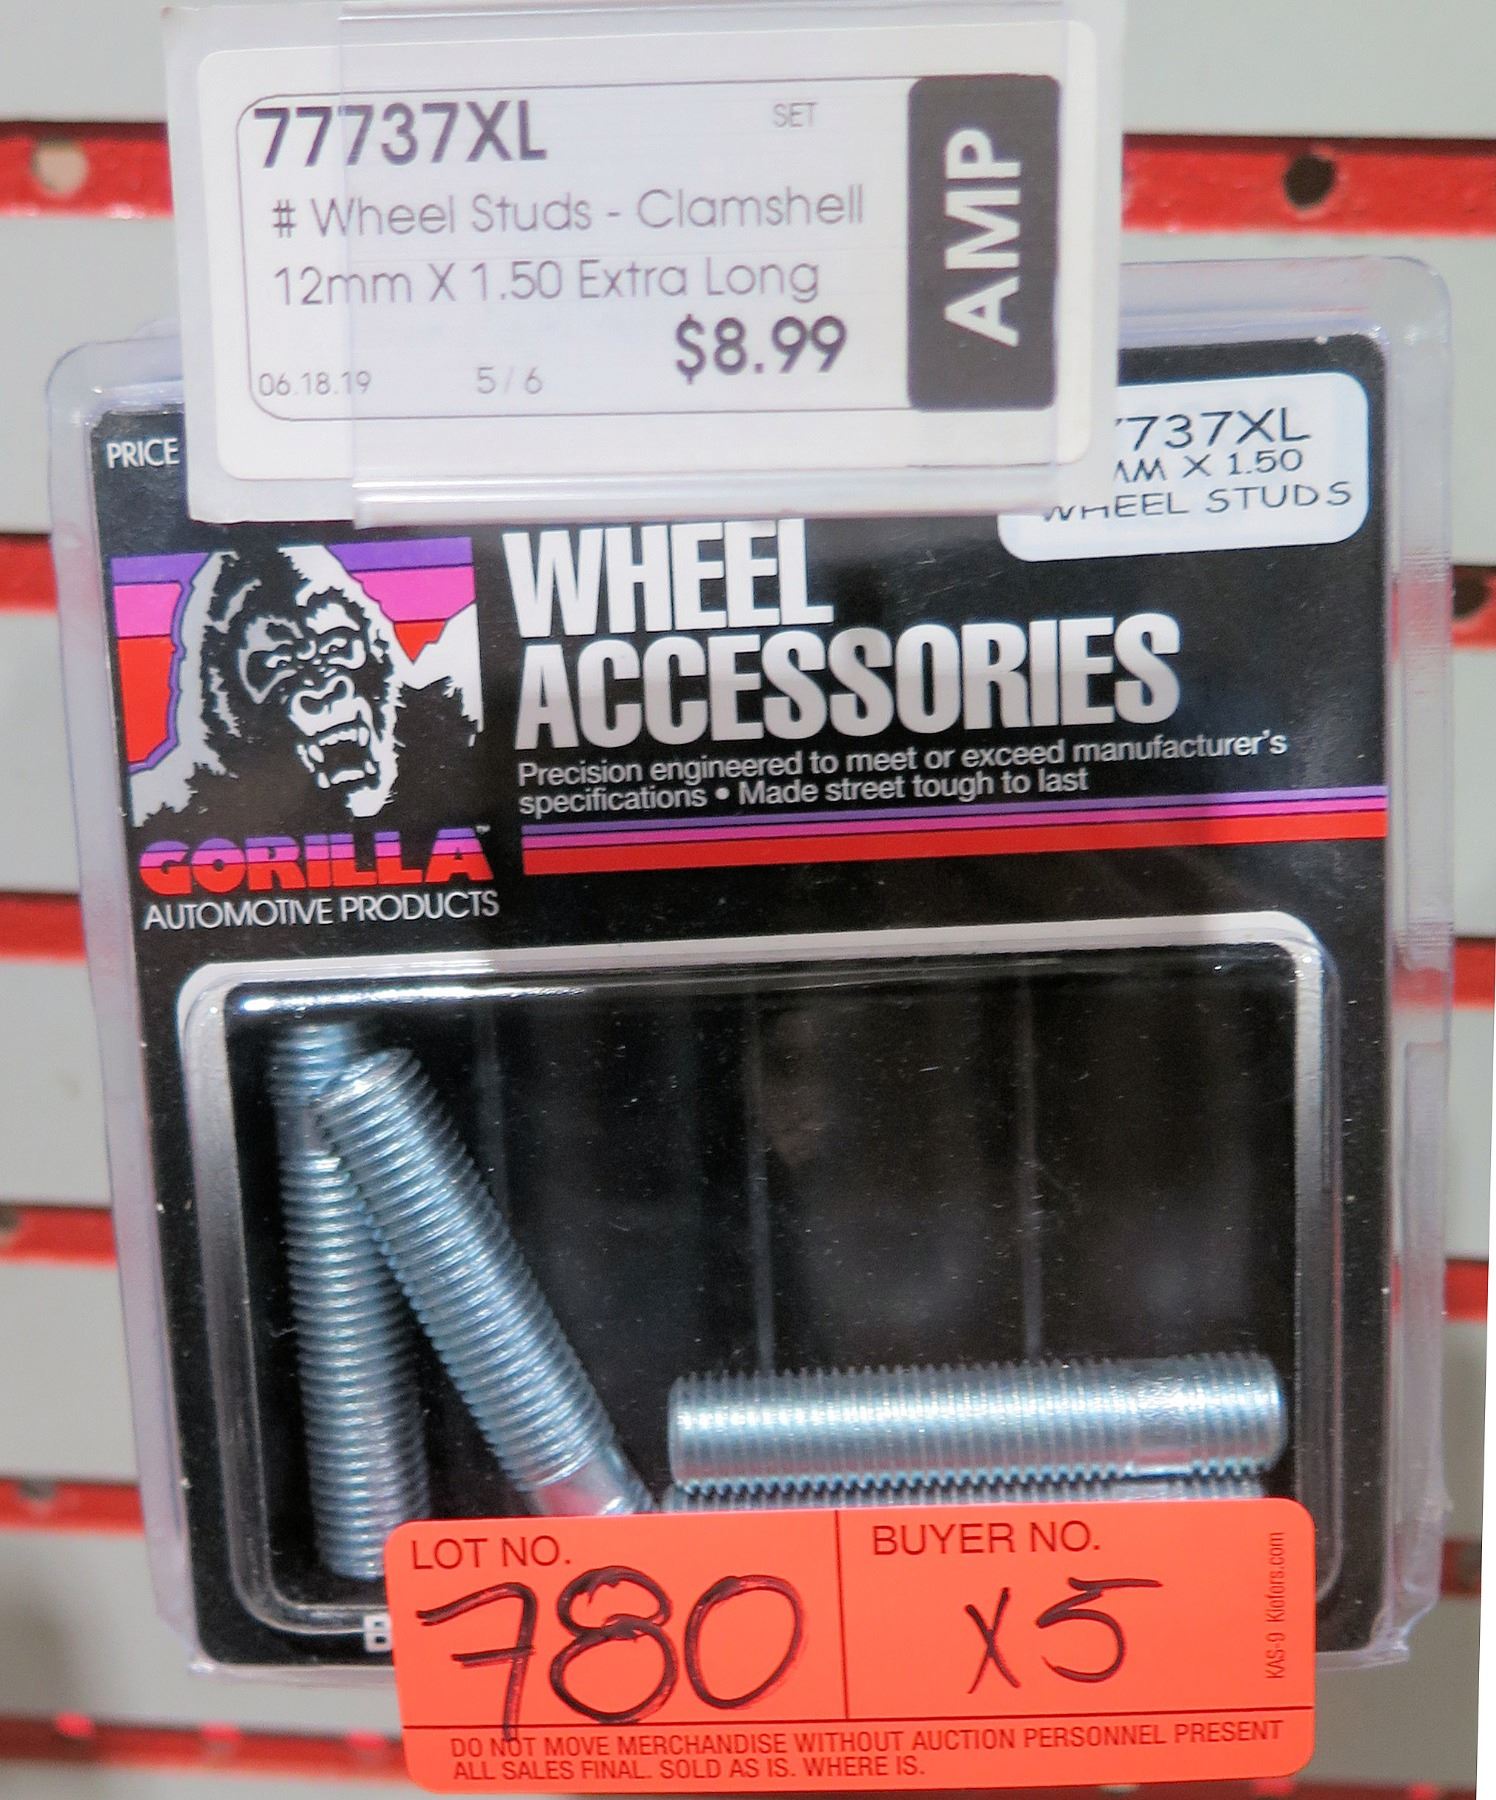 77737XL SET
# Wheel Studs - Clamshell
12mm X 1.50 Extra Long
$8.99
06.18.19 5/6
AMP
PRICE
7737XL
MM X 1.50
WHEEL STUDS
WHEEL
ACCESSORIES
Precision engineered to meet or exceed manufacturer's
specifications • Made street tough to last
GORILLA™
AUTOMOTIVE PRODUCTS
LOT NO.
780
BUYER NO.
X5
KAS-9 Kiefers.com
DO NOT MOVE MERCHANDISE WITHOUT AUCTION PERSONNEL PRESENT
ALL SALES FINAL. SOLD AS IS. WHERE IS.